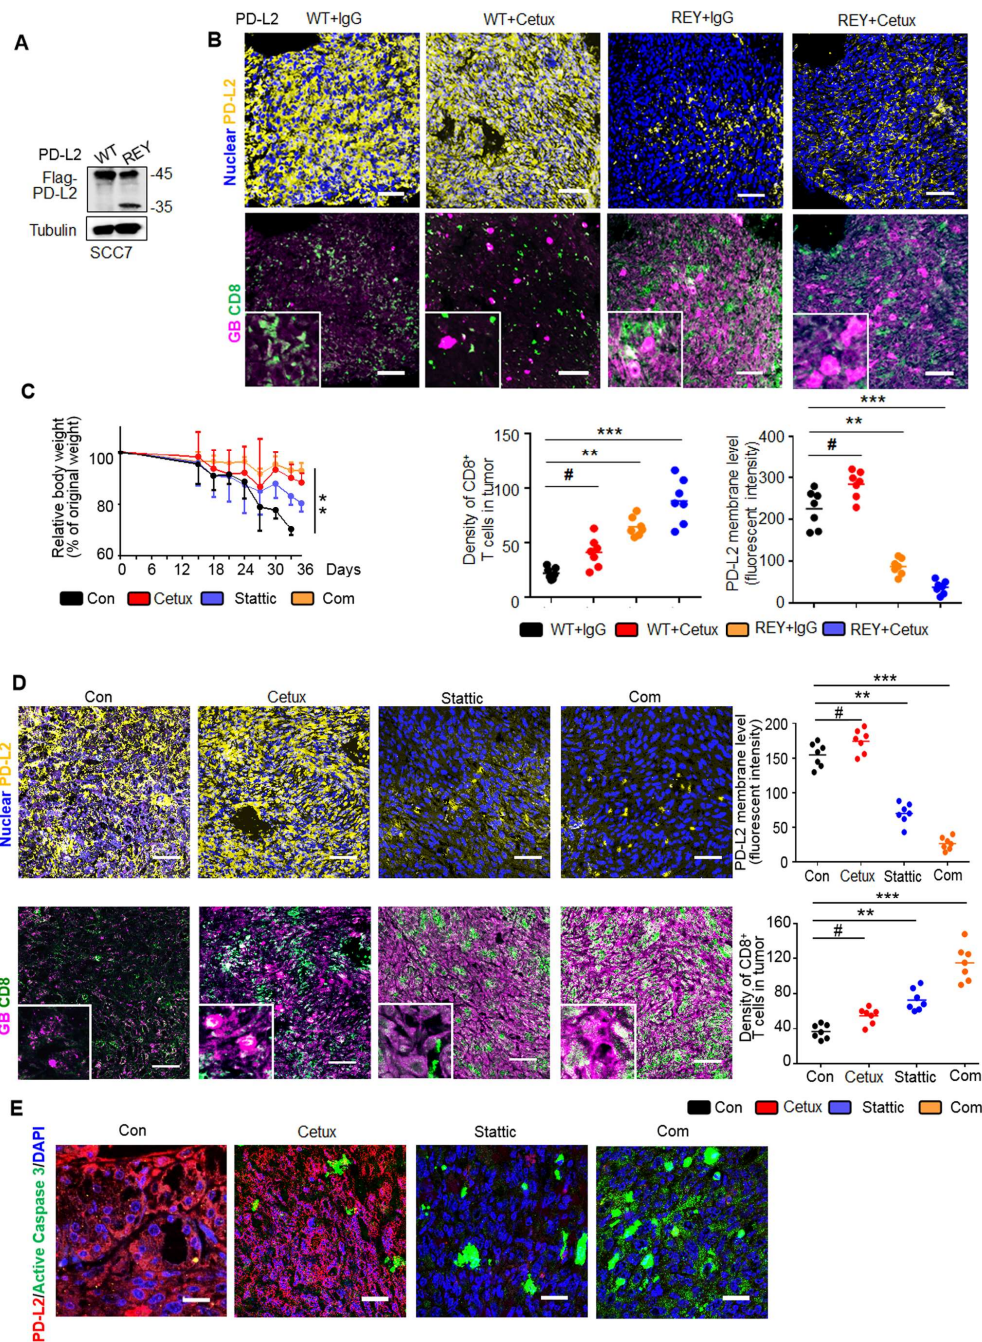 A
PD-L2 WT REY
Flag-
PD-L2
-45
-35
Tubulin
SCC7
B
PD-L2 WT+IgG WT+Cetux REY+IgG REY+Cetux
Nuclear PD-L2
GB CD8
C
Relative body weight
(% of original weight)
100
80
60
0 6 12 18 24 30 36 Days
*
*
Con Cetux Stattic Com
Density of CD8+
T cells in tumor
150
100
50
0
***
**
#
PD-L2 membrane level
(fluorescent intensity)
400
300
200
100
0
***
**
#
WT+IgG WT+Cetux REY+IgG REY+Cetux
D
Con Cetux Stattic Com
Nuclear PD-L2
PD-L2 membrane level
(fluorescent intensity)
200
150
100
50
0
***
**
#
Con Cetux Stattic Com
GB CD8
Density of CD8+
T cells in tumor
160
120
80
40
0
***
**
#
Con Cetux Stattic Com
Con Cetux Stattic Com
E
Con Cetux Stattic Com
PD-L2/Active Caspase 3/DAPI